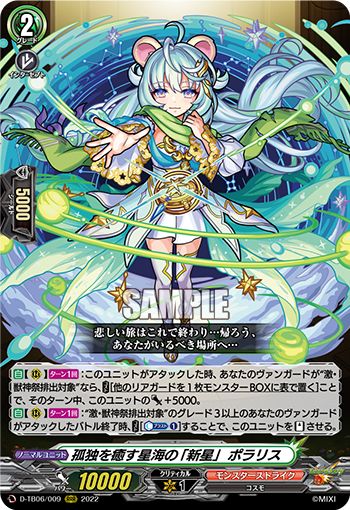 2
グレード
インターセプト
5000
シールド
SAMPLE
悲しい旅はこれで終わり…帰ろう、
あなたがいるべき場所へ…
自【R】ターン1回:このユニットがアタックした時、あなたのヴァンガードが“激・
獣神祭排出対象”なら、[他のリアガードを1枚モンスターBOXに表で置く]こと
で、そのターン中、このユニットの+5000。
自【R】ターン1回:“激・獣神祭排出対象”のグレード3以上のあなたのヴァンガード
がアタックしたバトル終了時、[ブラスト1]することで、このユニットを『スタンド』する。
ノーマルユニット
孤独を癒す星海の「新星」 ポラリス
パワー
10000
クリティカル
1
モンスターストライク
コスモ
D-TB06/009 RRR 2022
©MIXI